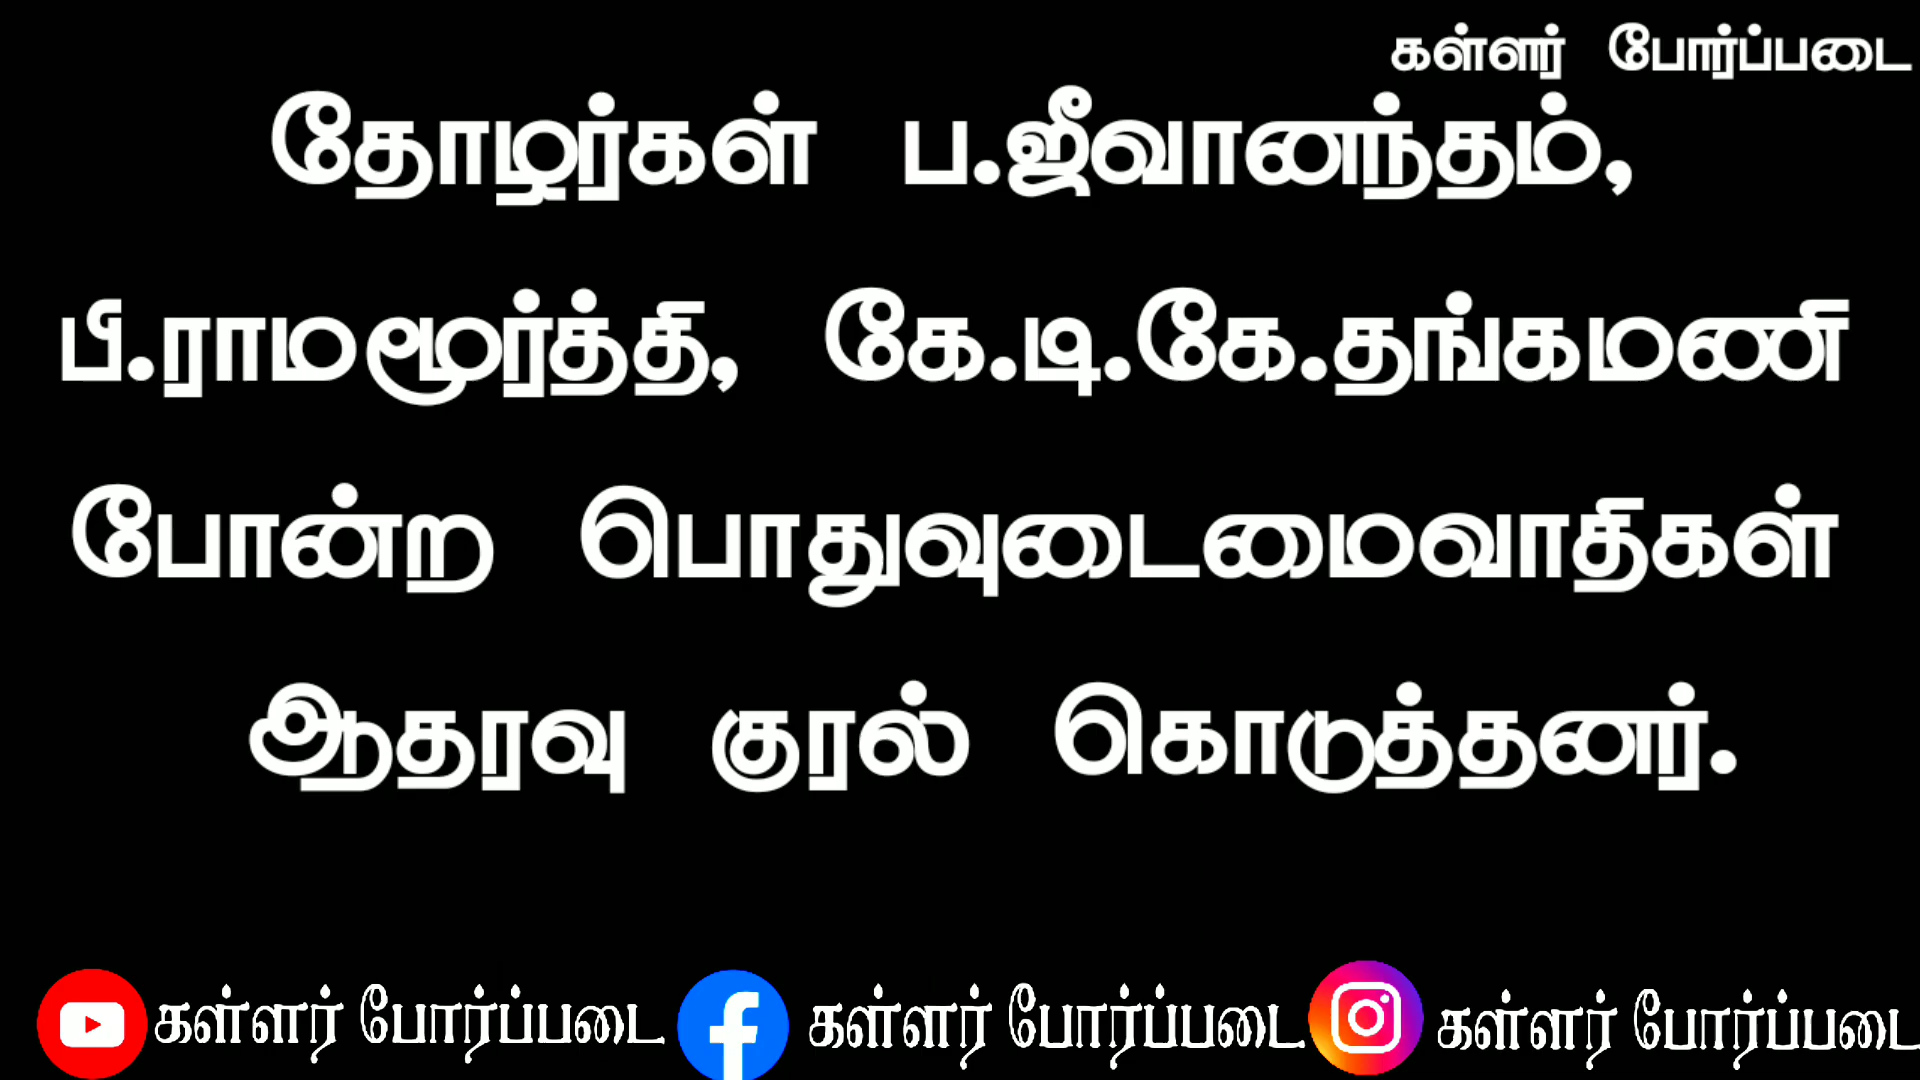 கள்ளர் போர்ப்படை
தோழர்கள் ப.ஜீவானந்தம்,
பி.ராமமூர்த்தி, கே.டி.கே.தங்கமணி
போன்ற பொதுவுடைமைவாதிகள்
ஆதரவு குரல் கொடுத்தனர்.
கள்ளர் போர்ப்படை கள்ளர் போர்ப்படை கள்ளர் போர்ப்படை